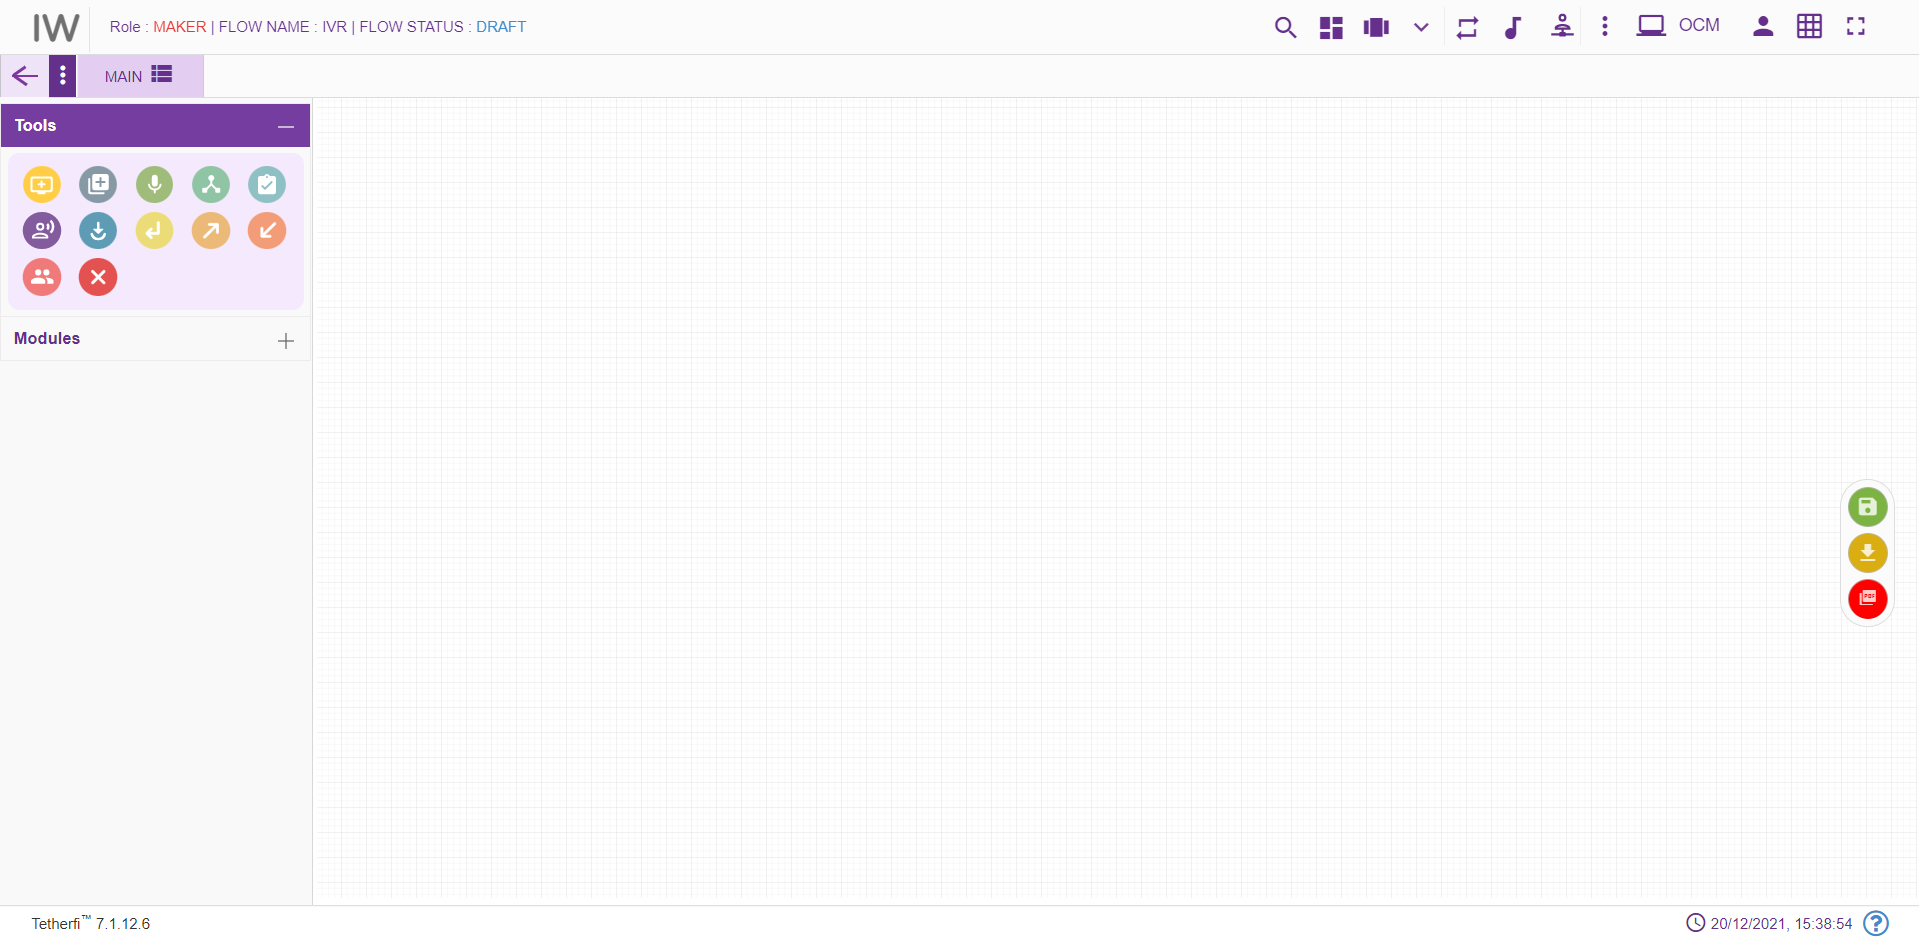 IW Role : MAKER | FLOW NAME : IVR | FLOW STATUS : DRAFT OCM
MAIN
Tools
Modules
PDF
Tetherfi™ 7.1.12.6 20/12/2021, 15:38:54 ?